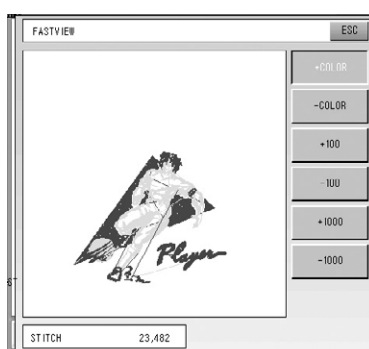 FASTVIEW
ESC
+COLOR
-COLOR
+100
-100
+1000
-1000
Player
STITCH 23,482